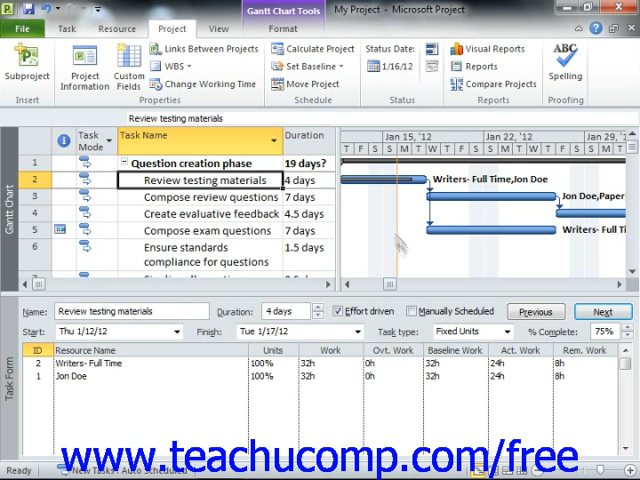 Gantt Chart Tools
My Project - Microsoft Project
File Task Resource Project View Format
Subproject
Project Information
Custom Fields
Links Between Projects
WBS
Change Working Time
Calculate Project
Set Baseline
Move Project
Status Date:
1/16/12
Visual Reports
Reports
Compare Projects
ABC
Spelling
Insert Properties Schedule Reports Proofing
Review testing materials
Task Mode Task Name Duration
Jan 15, '12 Jan 22, '12 Jan 29, '1
T F S S M T W T F S S M T W T F S S M T
1 Question creation phase 19 days?
2 Review testing materials 4 days
Writers- Full Time,Jon Doe
3 Compose review questions 7 days
Jon Doe,Paper
4 Create evaluative feedback 4.5 days
5 Compose exam questions 7 days
Writers- Full Ti
6 Ensure standards compliance for questions 1.5 days
Gantt Chart
Name: Review testing materials Duration: 4 days Effort driven Manually Scheduled Previous Next
Start: Thu 1/12/12 Finish: Tue 1/17/12 Task type: Fixed Units % Complete: 75%
ID Resource Name Units Work Ovt. Work Baseline Work Act. Work Rem. Work
2 Writers- Full Time 100% 32h 0h 32h 24h 8h
1 Jon Doe 100% 32h 0h 32h 24h 8h
Task Form
www.teachucomp.com/free
Ready New Tasks : Auto Scheduled